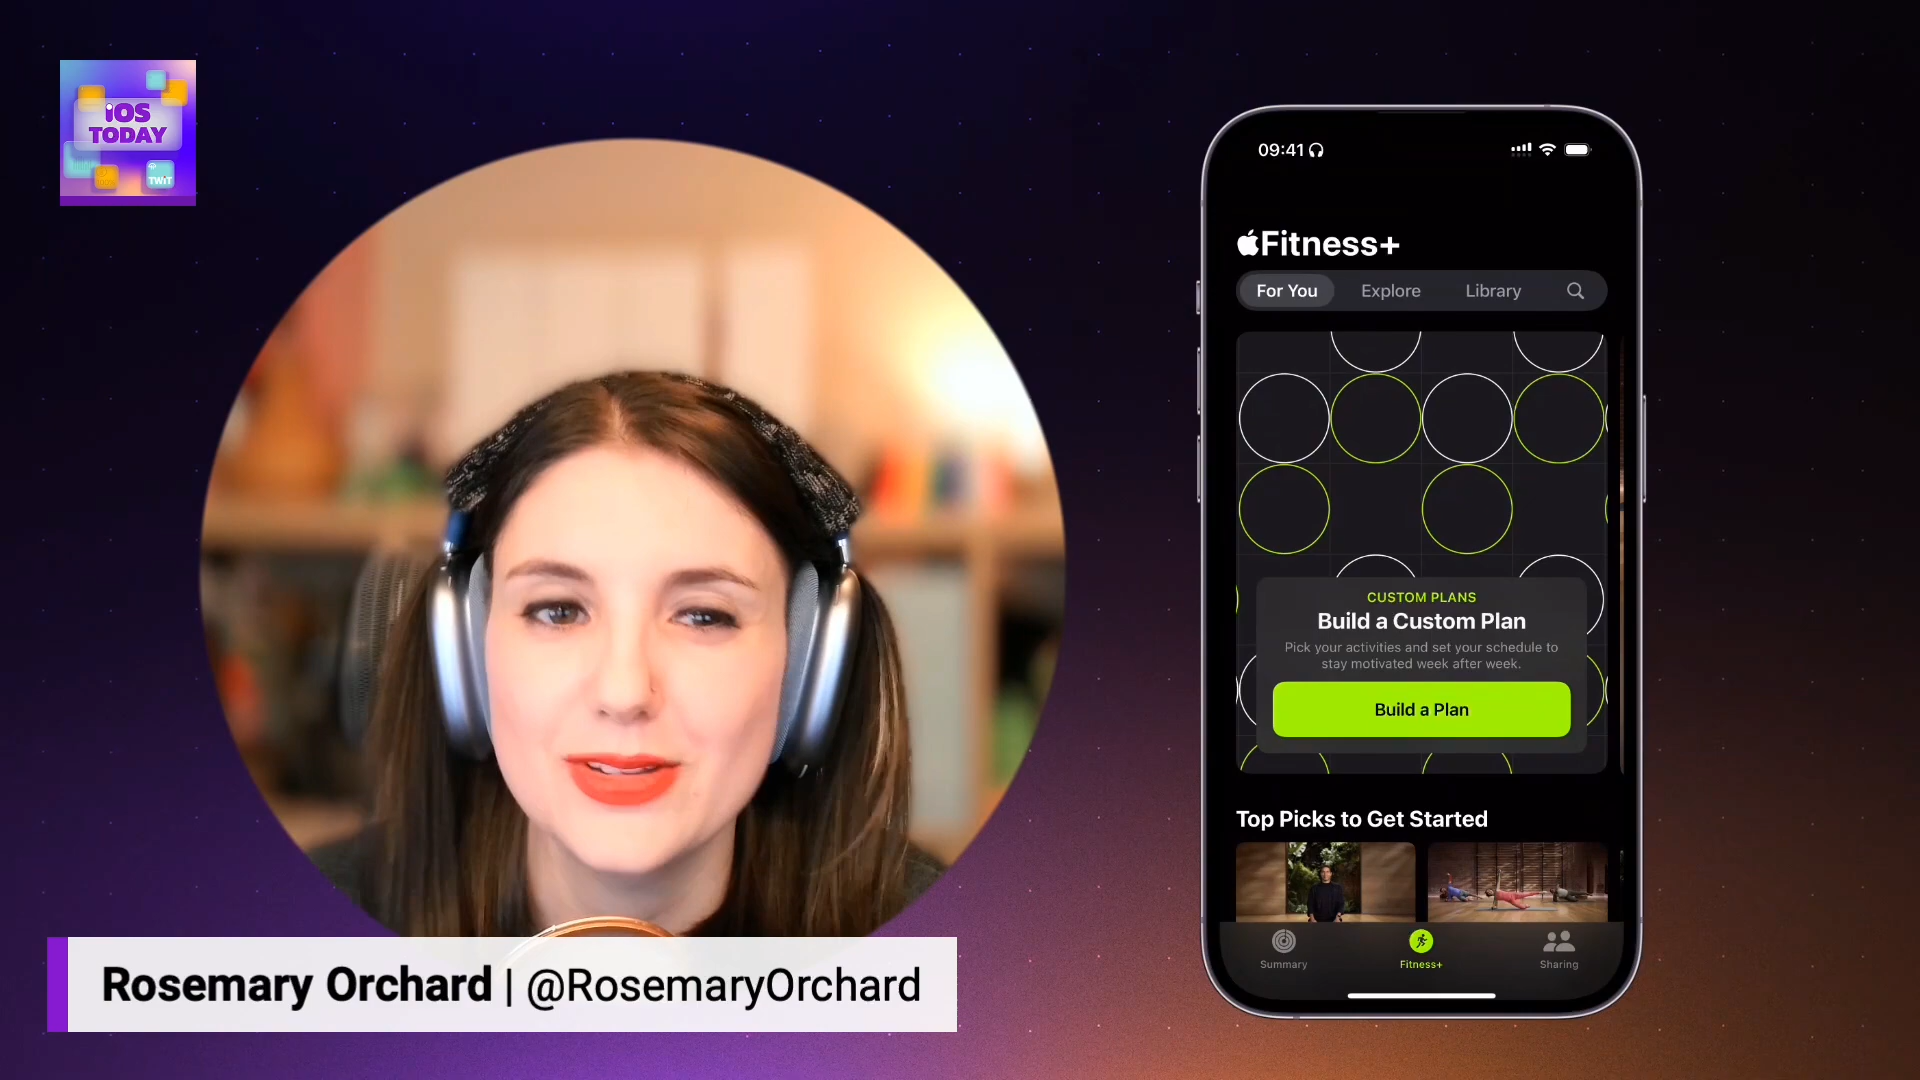 iOS
TODAY
TWiT
09:41
Fitness+
For You
Explore
Library
CUSTOM PLANS
Build a Custom Plan
Pick your activities and set your schedule to
stay motivated week after week.
Build a Plan
Top Picks to Get Started
Summary
Fitness+
Sharing
Rosemary Orchard | @RosemaryOrchard